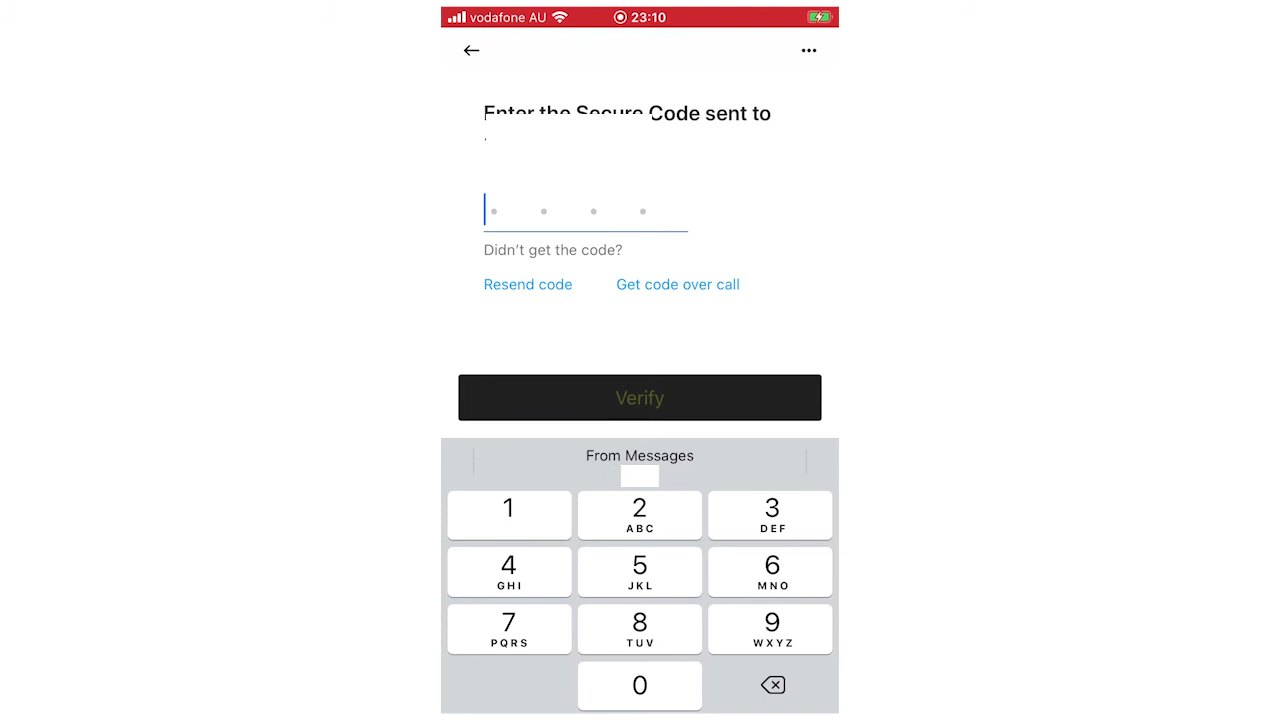 vodafone AU 23:10
Enter the Secure Code sent to
Didn't get the code?
Resend code Get code over call
Verify
From Messages
1 2 3
ABC DEF
4 5 6
GHI JKL MNO
7 8 9
PQRS TUV WXYZ
0